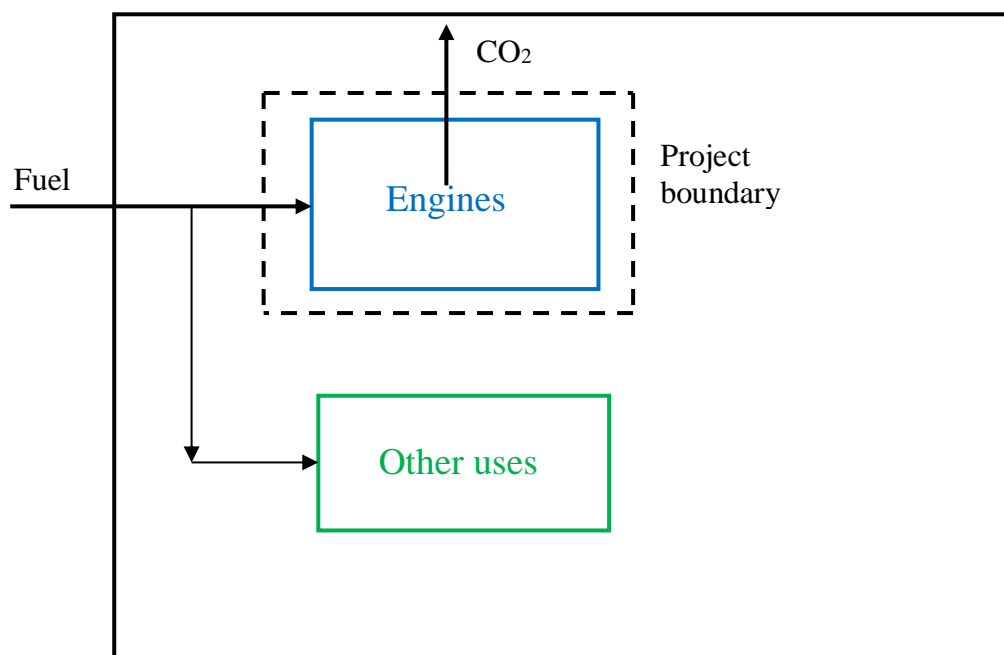 CO₂
Project
boundary
Fuel
Engines
Other uses